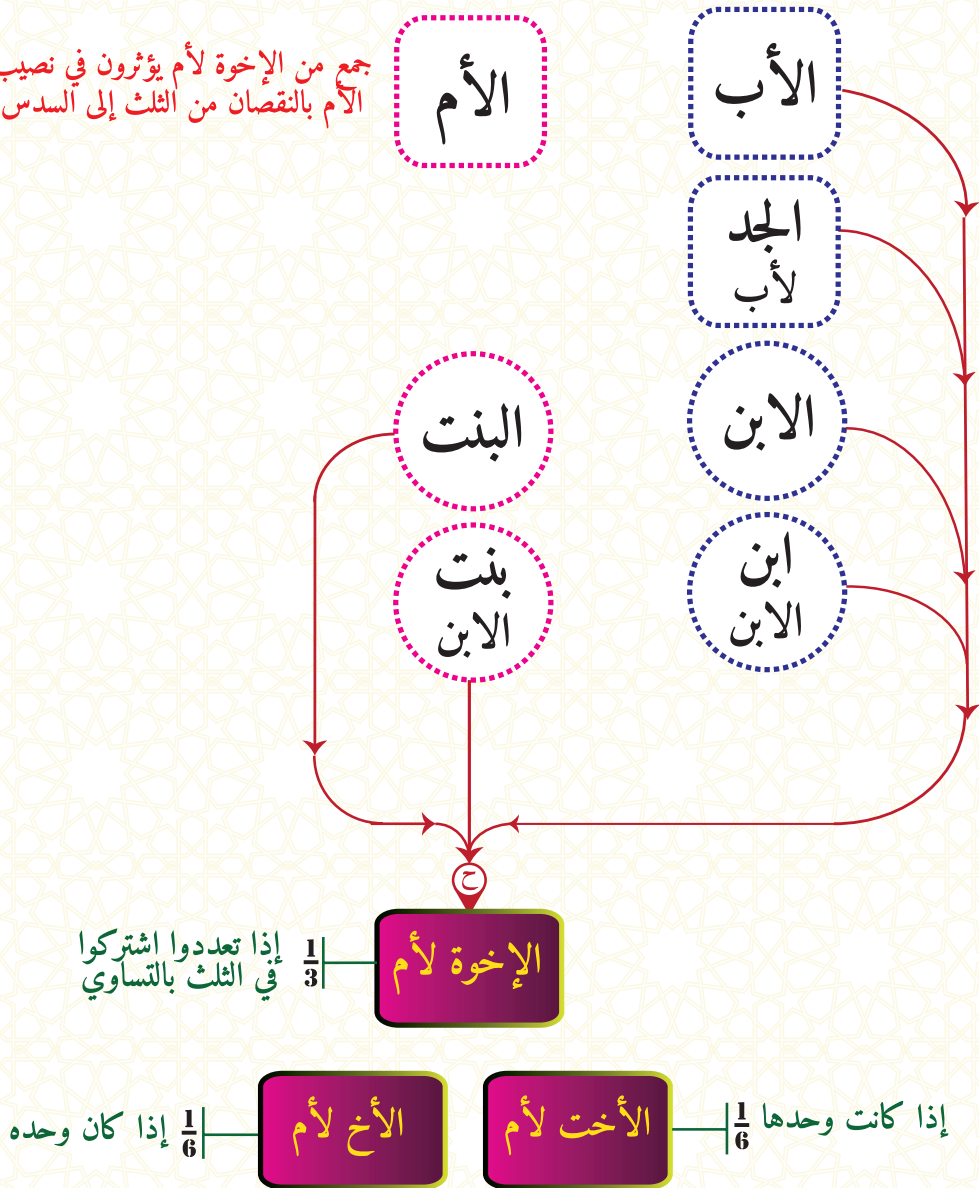 الأب
الأم
جمع من الإخوة لأم يؤثرون في نصيب
الأم بالنقصان من الثلث إلى السدس
الجد
لأب
الابن
البنت
ابن
الابن
بنت
الابن
ح
الإخوة لأم
1
3
إذا تعددوا اشتركوا
في الثلث بالتساوي
إذا كانت وحدها
1
6
الأخت لأم
الأخ لأم
1
6
إذا كان وحده